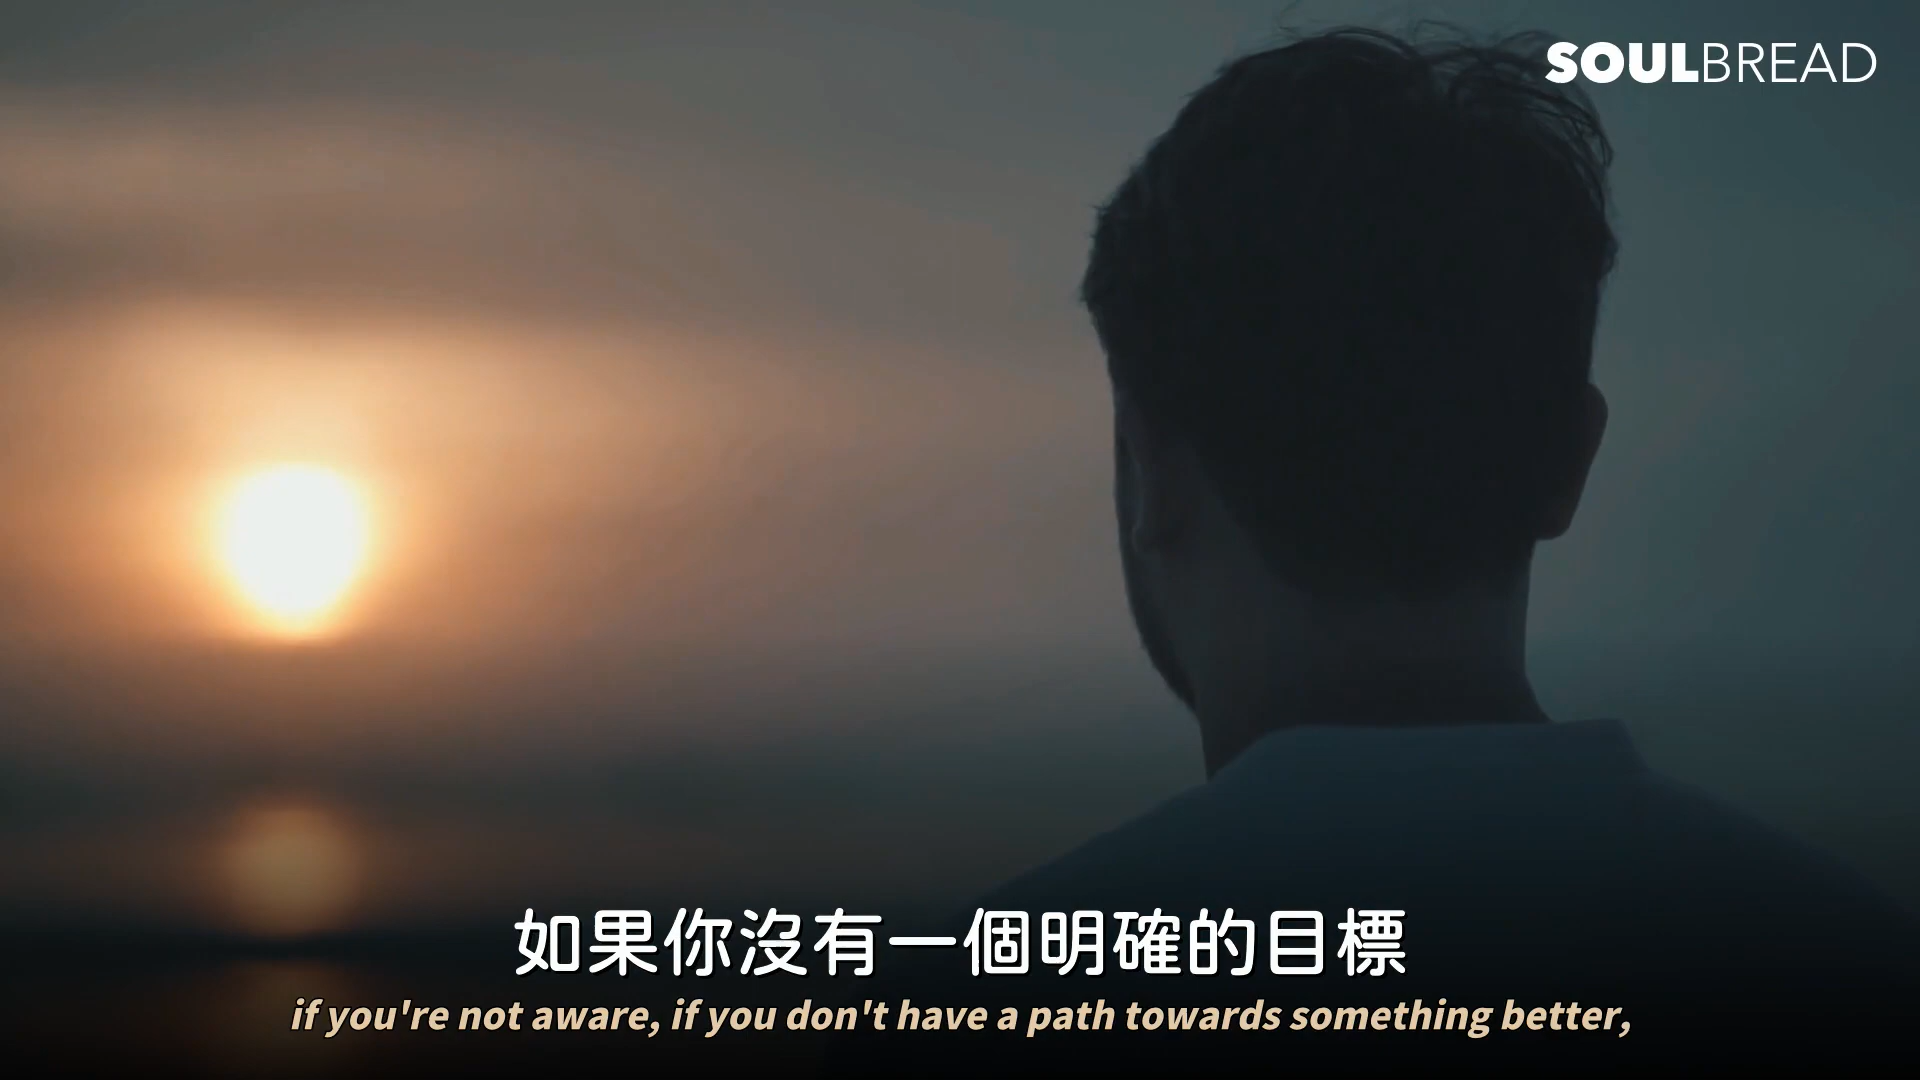 SOULBREAD
如果你沒有一個明確的目標
if you're not aware, if you don't have a path towards something better,